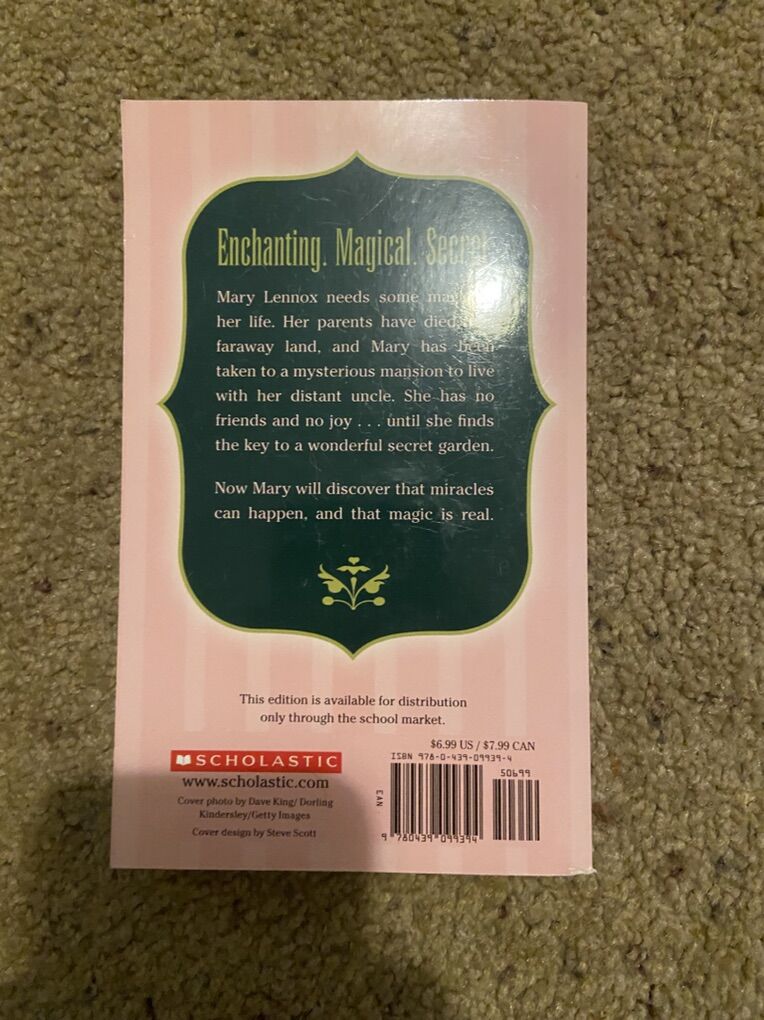 Enchanting. Magical. Secret.
Mary Lennox needs some
her life. Her parents have died
faraway land, and Mary has been
taken to a mysterious mansion to live
with her distant uncle. She has no
friends and no joy . . . until she finds
the key to a wonderful secret garden.
Now Mary will discover that miracles
can happen, and that magic is real.
This edition is available for distribution
only through the school market.
$6.99 US / $7.99 CAN
ISBN 978-0-439-09939-4
50699
EAN
9 780439 099394
SCHOLASTIC
www.scholastic.com
Cover photo by Dave King/ Dorling
Kindersley/Getty Images
Cover design by Steve Scott